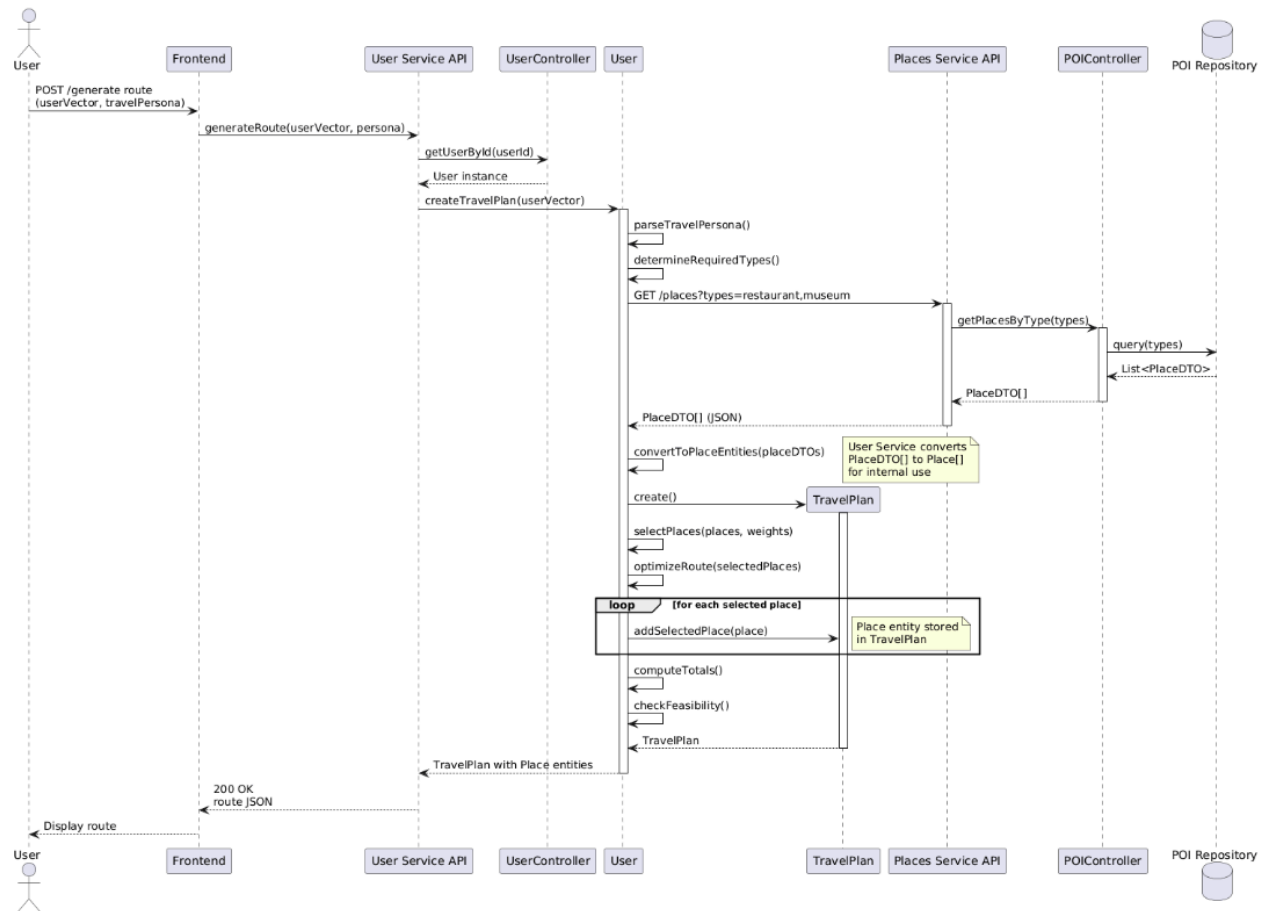 User
Frontend
User Service API
UserController
User
Places Service API
POIController
POI Repository
POST /generate route
(userVector, travelPersona)
generateRoute(userVector, persona)
getUserById(userId)
User instance
createTravelPlan(userVector)
parseTravelPersona()
determineRequiredTypes()
GET /places?types=restaurant,museum
getPlacesByType(types)
query(types)
List<PlaceDTO>
PlaceDTO[]
PlaceDTO[] (JSON)
User Service converts
PlaceDTO[] to Place[]
for internal use
convertToPlaceEntities(placeDTOs)
create()
TravelPlan
selectPlaces(places, weights)
optimizeRoute(selectedPlaces)
loop
[for each selected place]
addSelectedPlace(place)
Place entity stored
in TravelPlan
computeTotals()
checkFeasibility()
TravelPlan
TravelPlan with Place entities
200 OK
route JSON
Display route
User
Frontend
User Service API
UserController
User
TravelPlan
Places Service API
POIController
POI Repository